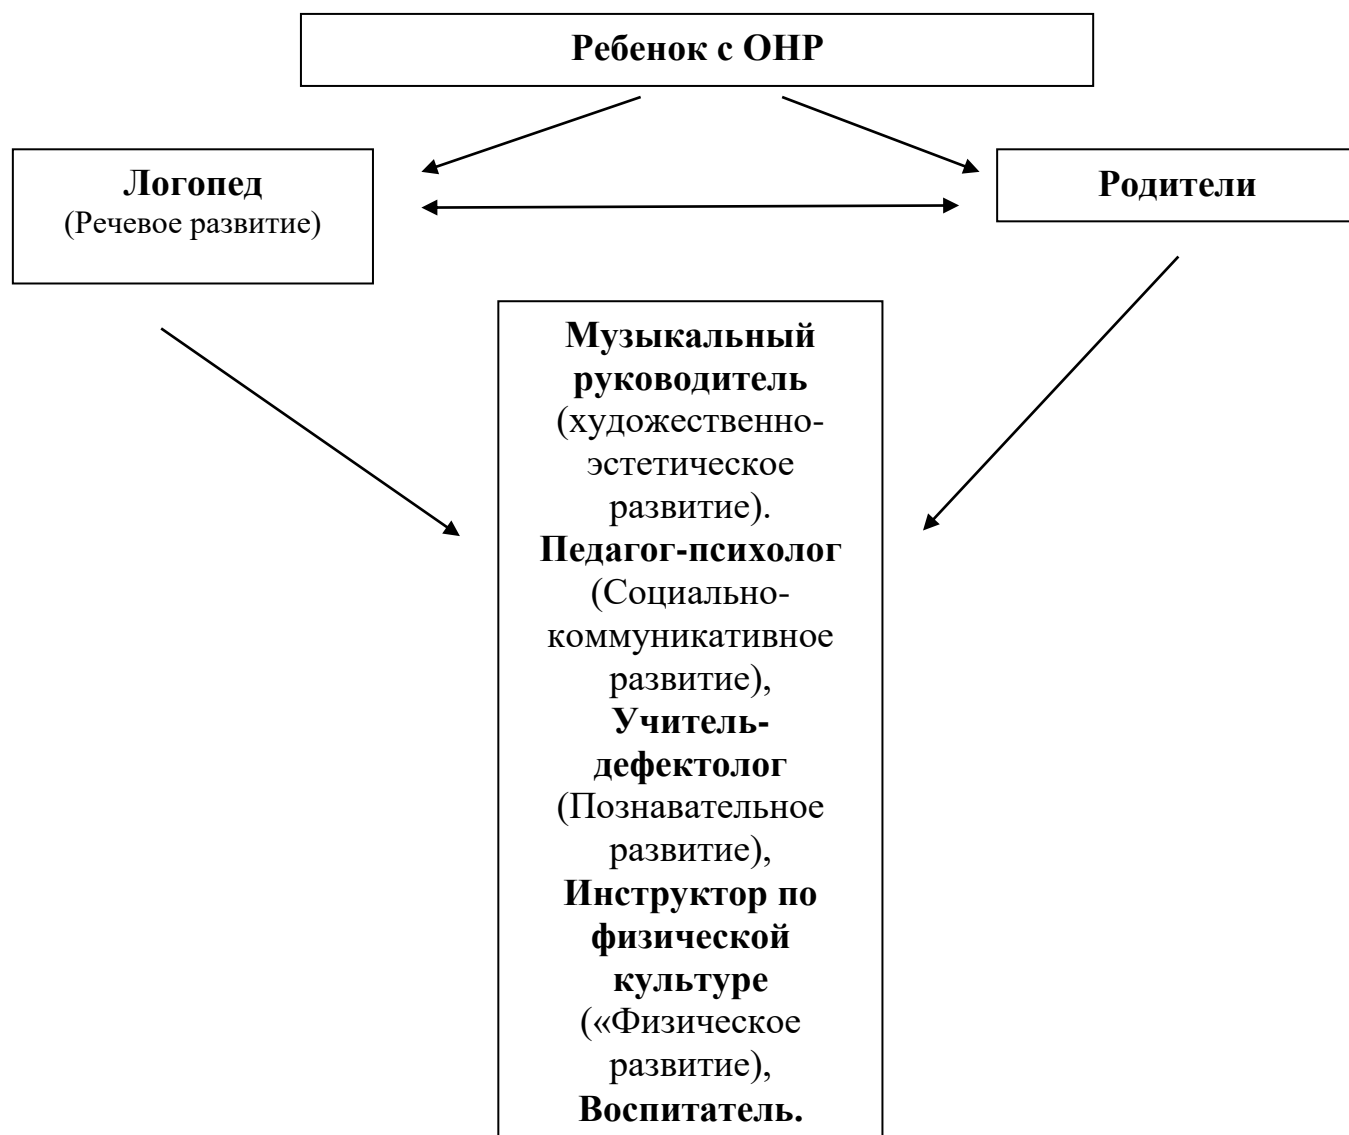 Ребенок с ОНР
Логопед
(Речевое развитие)
Родители
Музыкальный
руководитель
(художественно-
эстетическое
развитие).
Педагог-психолог
(Социально-
коммуникативное
развитие),
Учитель-
дефектолог
(Познавательное
развитие),
Инструктор по
физической
культуре
(«Физическое
развитие),
Воспитатель.